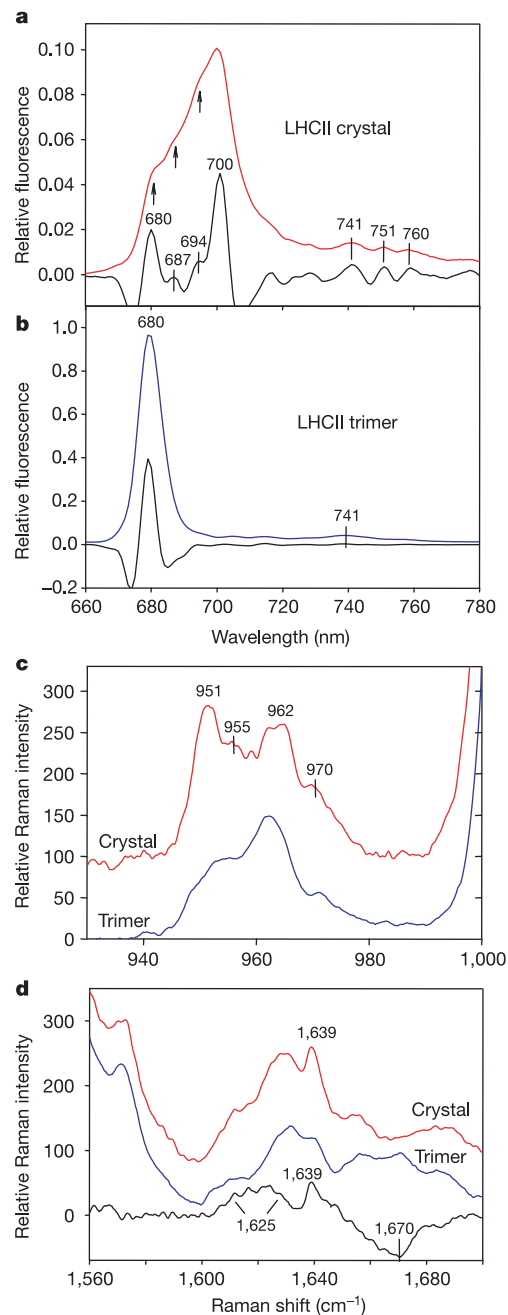 a
Relative fluorescence
0.10
0.08
0.06
0.04
0.02
0.00
LHCII crystal
680
687
694
700
741
751
760
b
Relative fluorescence
1.0
0.8
0.6
0.4
0.2
0.0
–0.2
680
LHCII trimer
741
660 680 700 720 740 760 780
Wavelength (nm)
c
Relative Raman intensity
300
250
200
150
100
50
0
951
955
962
970
Crystal
Trimer
940 960 980 1,000
d
Relative Raman intensity
300
200
100
0
1,639
Crystal
Trimer
1,639
1,625
1,670
1,560 1,600 1,640 1,680
Raman shift (cm⁻¹)